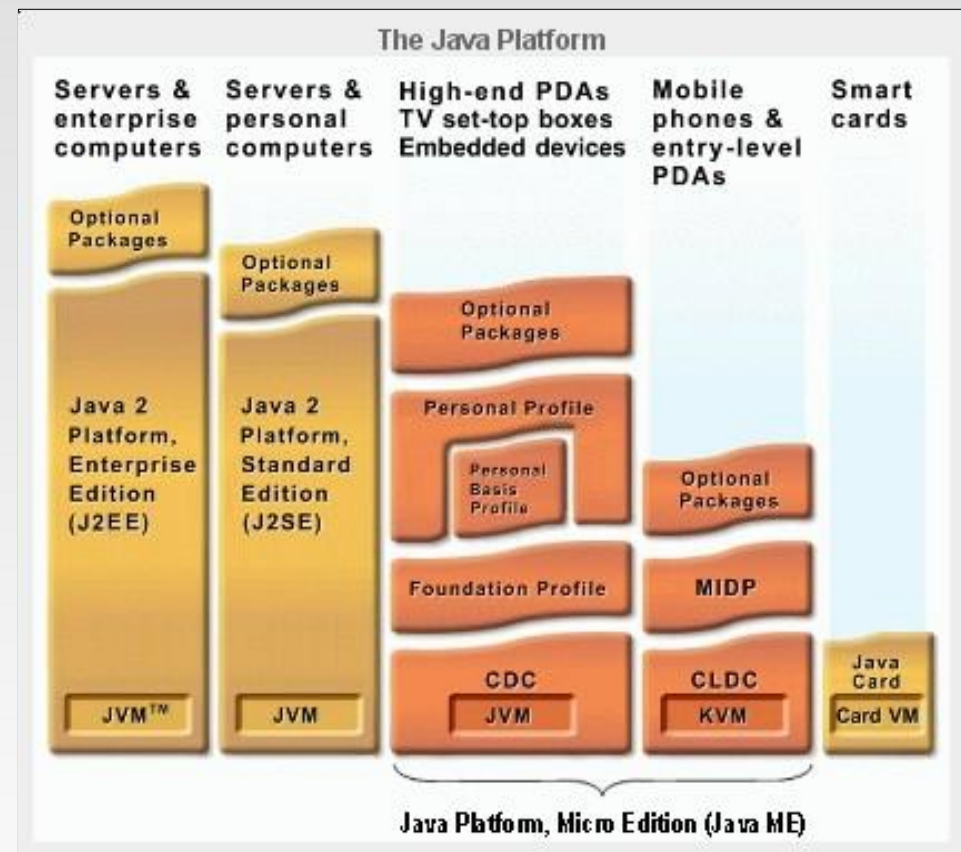 The Java Platform
Servers &
enterprise
computers
Servers &
personal
computers
High-end PDAs
TV set-top boxes
Embedded devices
Mobile
phones &
entry-level
PDAs
Smart
cards
Optional
Packages
Java 2
Platform,
Enterprise
Edition
(J2EE)
JVM™
Optional
Packages
Java 2
Platform,
Standard
Edition
(J2SE)
JVM
Optional
Packages
Personal Profile
Personal
Basis
Profile
Foundation Profile
CDC
JVM
Optional
Packages
MIDP
CLDC
KVM
Java
Card
Card VM
Java Platform, Micro Edition (Java ME)